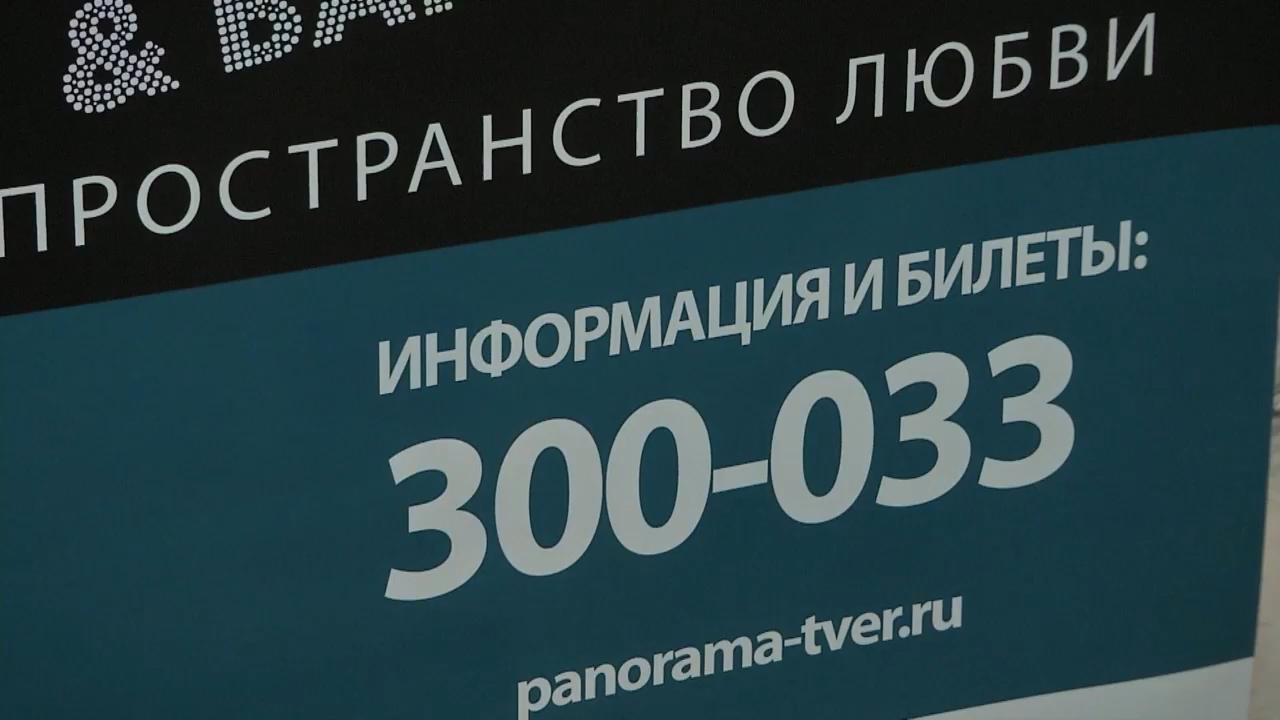 &
ПРОСТРАНСТВО ЛЮБВИ
ИНФОРМАЦИЯ И БИЛЕТЫ:
300-033
panorama-tver.ru